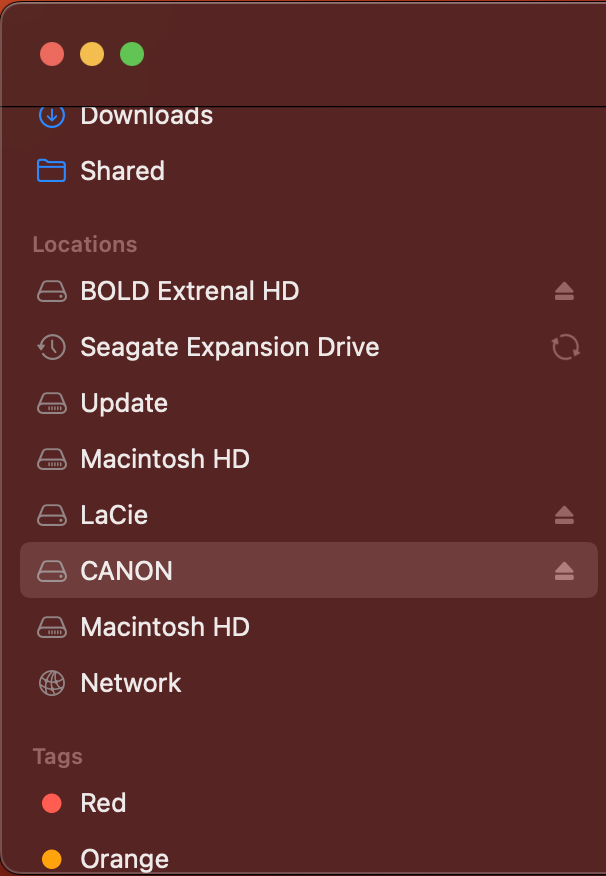 Downloads
Shared
Locations
BOLD Extrenal HD
Seagate Expansion Drive
Update
Macintosh HD
LaCie
CANON
Macintosh HD
Network
Tags
Red
Orange